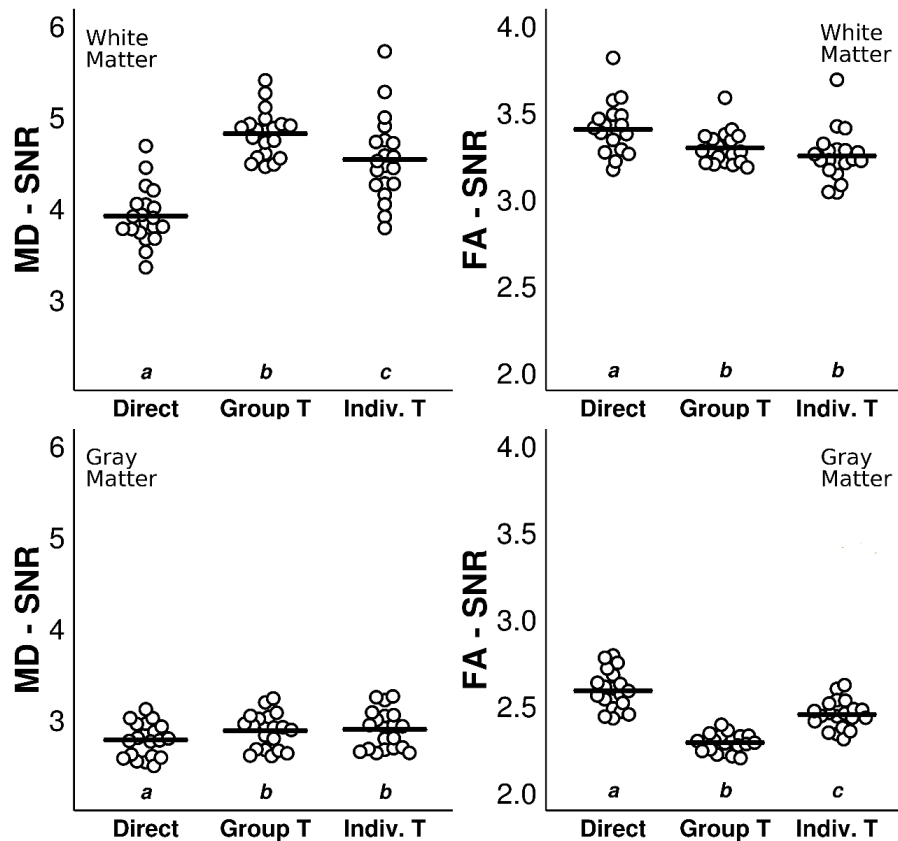 6
5
4
3
MD - SNR
White
Matter
a
b
c
Direct
Group T
Indiv. T
4.0
3.5
3.0
2.5
2.0
FA - SNR
White
Matter
a
b
b
Direct
Group T
Indiv. T
6
5
4
3
MD - SNR
Gray
Matter
a
b
b
Direct
Group T
Indiv. T
4.0
3.5
3.0
2.5
2.0
FA - SNR
Gray
Matter
a
b
c
Direct
Group T
Indiv. T